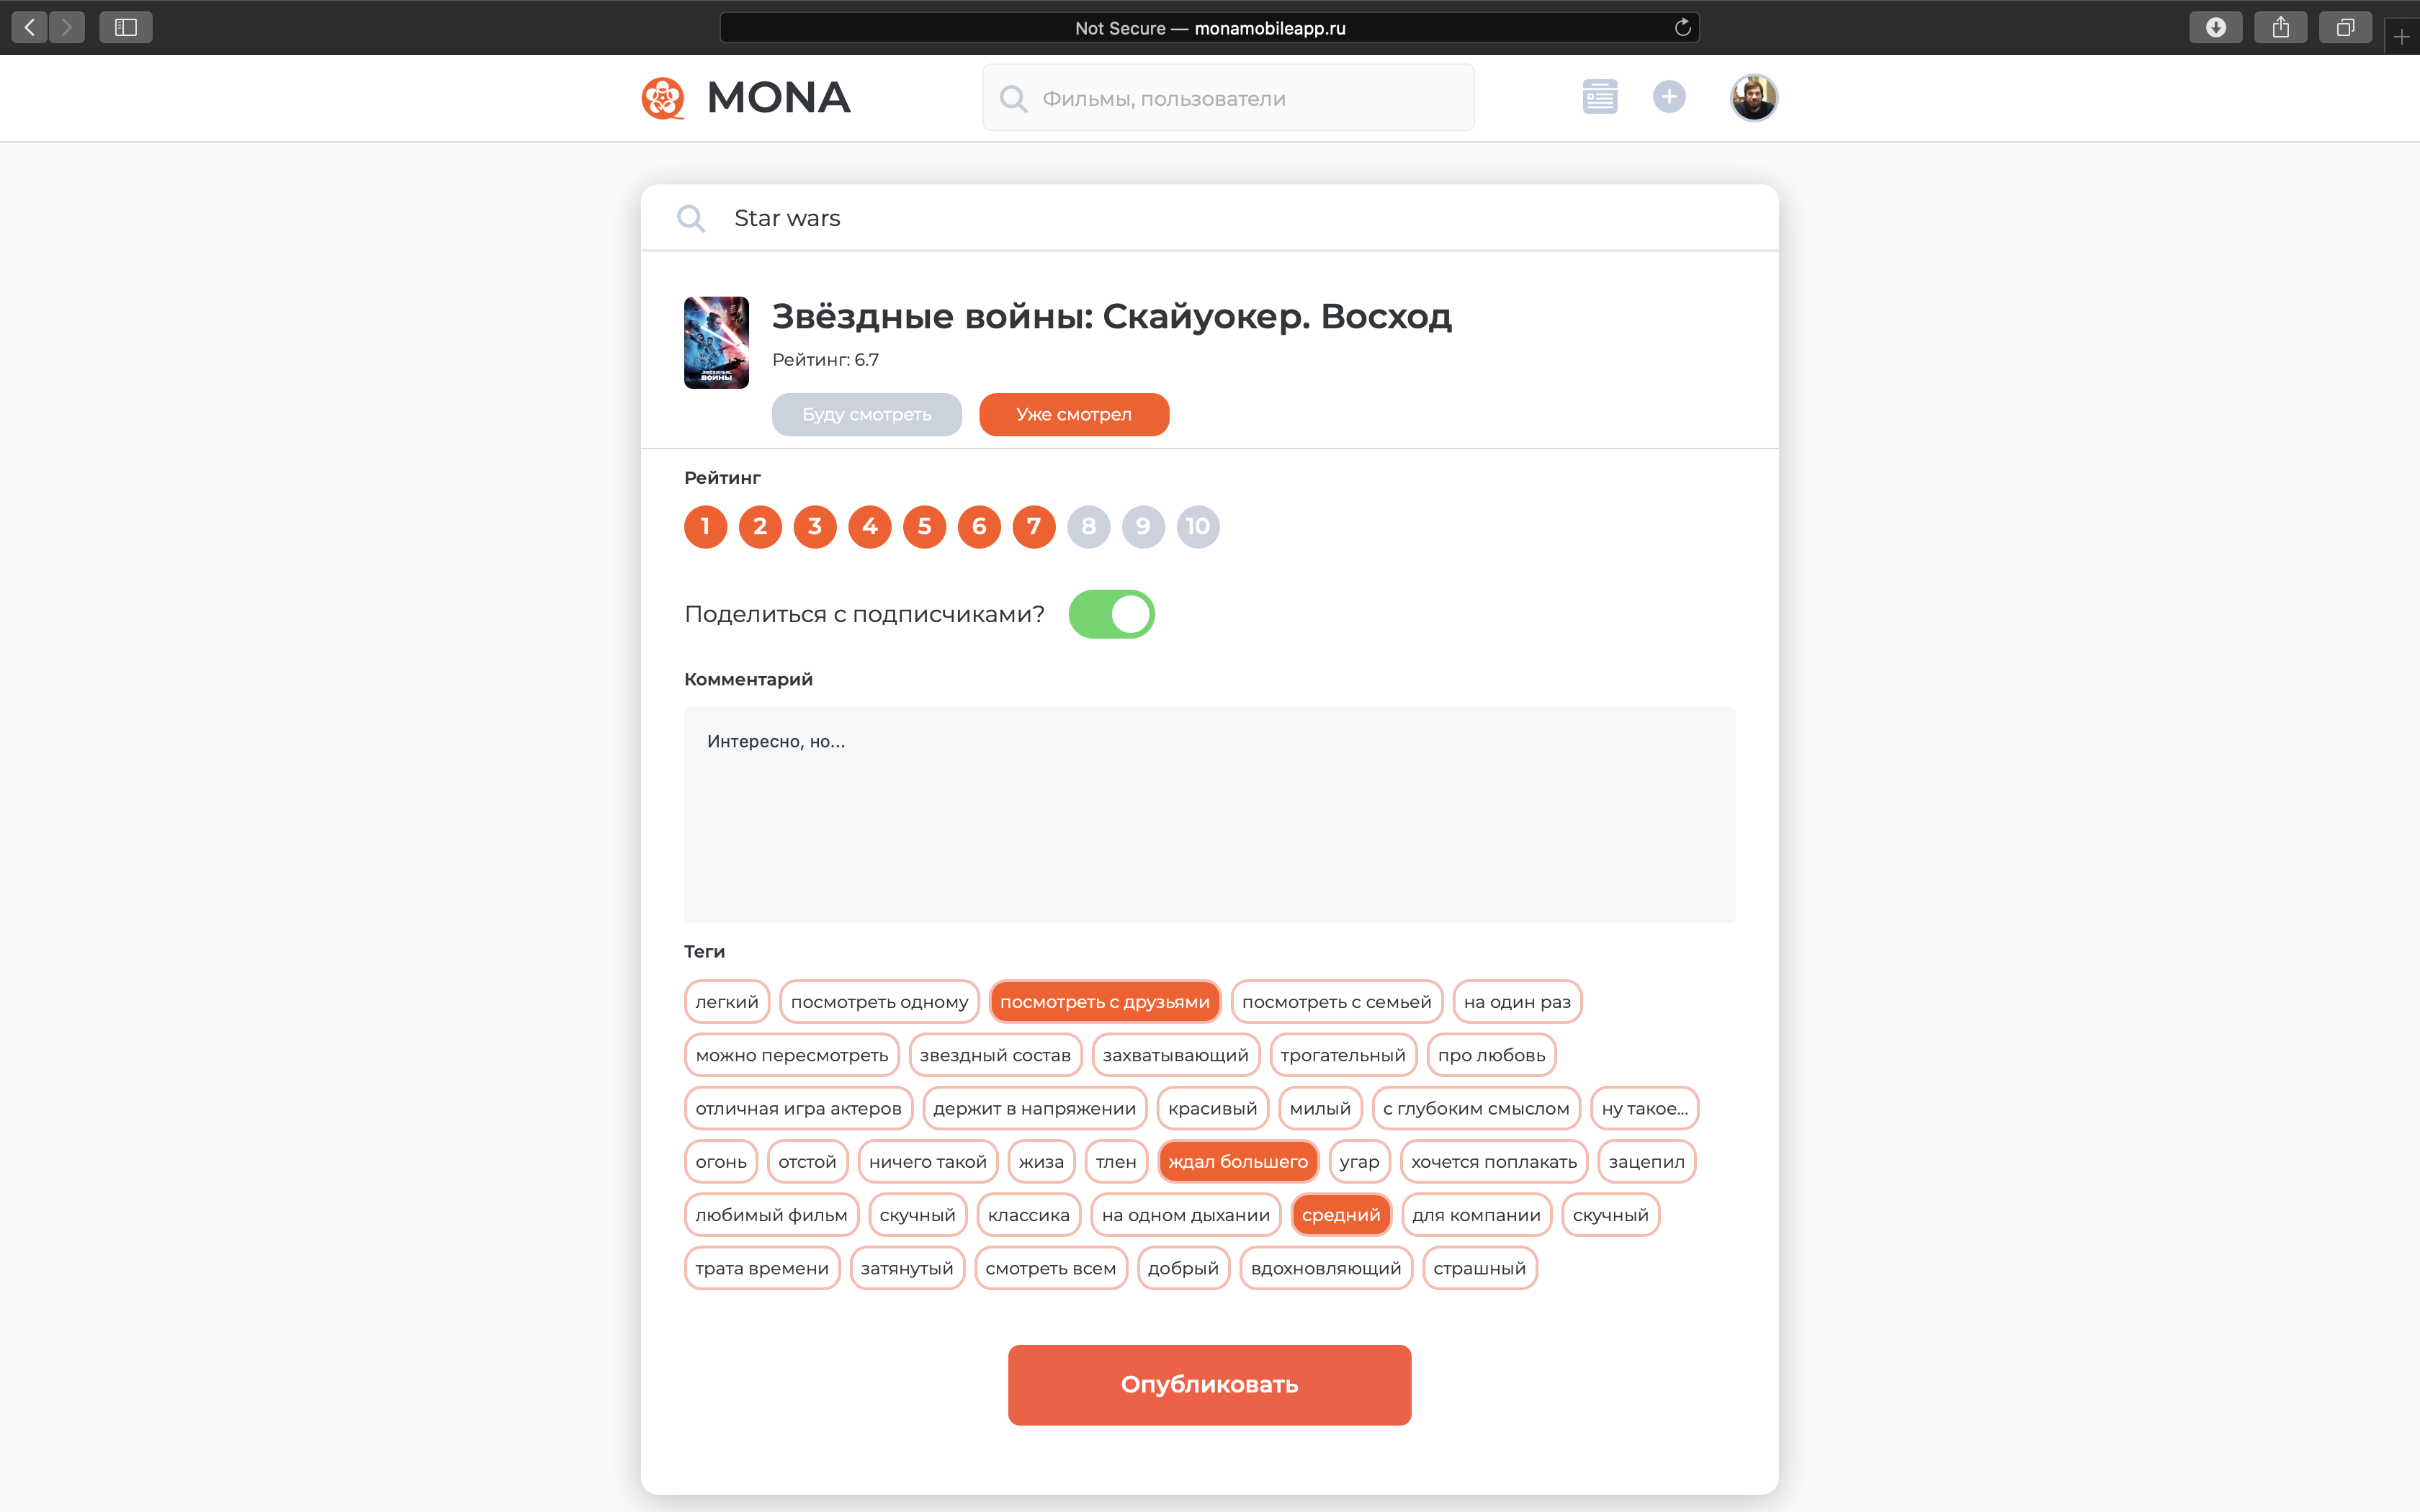 Not Secure — monamobileapp.ru
MONA
Фильмы, пользователи
Star wars
Звёздные войны: Скайуокер. Восход
Рейтинг: 6.7
ЗВЁЗДНЫЕ ВОЙНЫ
Буду смотреть Уже смотрел
Рейтинг
1 2 3 4 5 6 7 8 9 10
Поделиться с подписчиками?
Комментарий
Интересно, но...
Теги
легкий посмотреть одному посмотреть с друзьями посмотреть с семьей на один раз
можно пересмотреть звездный состав захватывающий трогательный про любовь
отличная игра актеров держит в напряжении красивый милый с глубоким смыслом ну такое...
огонь отстой ничего такой жиза тлен ждал большего угар хочется поплакать зацепил
любимый фильм скучный классика на одном дыхании средний для компании скучный
трата времени затянутый смотреть всем добрый вдохновляющий страшный
Опубликовать